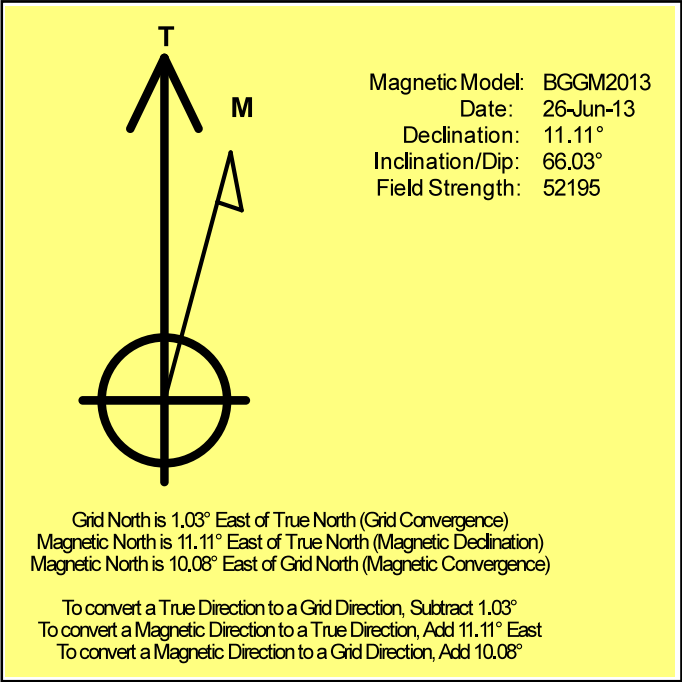 T
M
Magnetic Model: BGGM2013
Date: 26-Jun-13
Declination: 11.11°
Inclination/Dip: 66.03°
Field Strength: 52195
Grid North is 1.03° East of True North (Grid Convergence)
Magnetic North is 11.11° East of True North (Magnetic Declination)
Magnetic North is 10.08° East of Grid North (Magnetic Convergence)
To convert a True Direction to a Grid Direction, Subtract 1.03°
To convert a Magnetic Direction to a True Direction, Add 11.11° East
To convert a Magnetic Direction to a Grid Direction, Add 10.08°